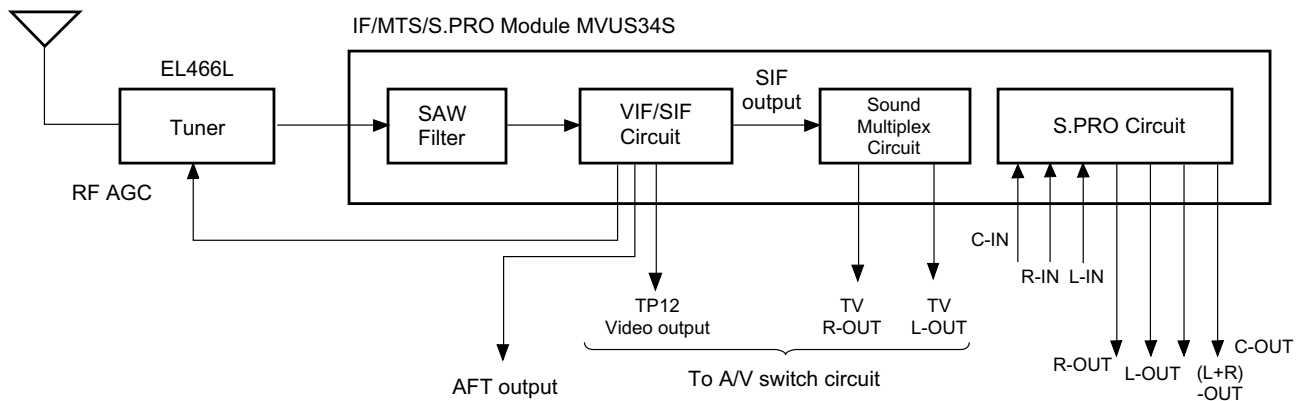 IF/MTS/S.PRO Module MVUS34S
EL466L
Tuner
SAW
Filter
VIF/SIF
Circuit
SIF
output
Sound
Multiplex
Circuit
S.PRO Circuit
RF AGC
C-IN
R-IN
L-IN
TP12
Video output
TV
R-OUT
TV
L-OUT
To A/V switch circuit
AFT output
R-OUT
L-OUT
(L+R)
-OUT
C-OUT